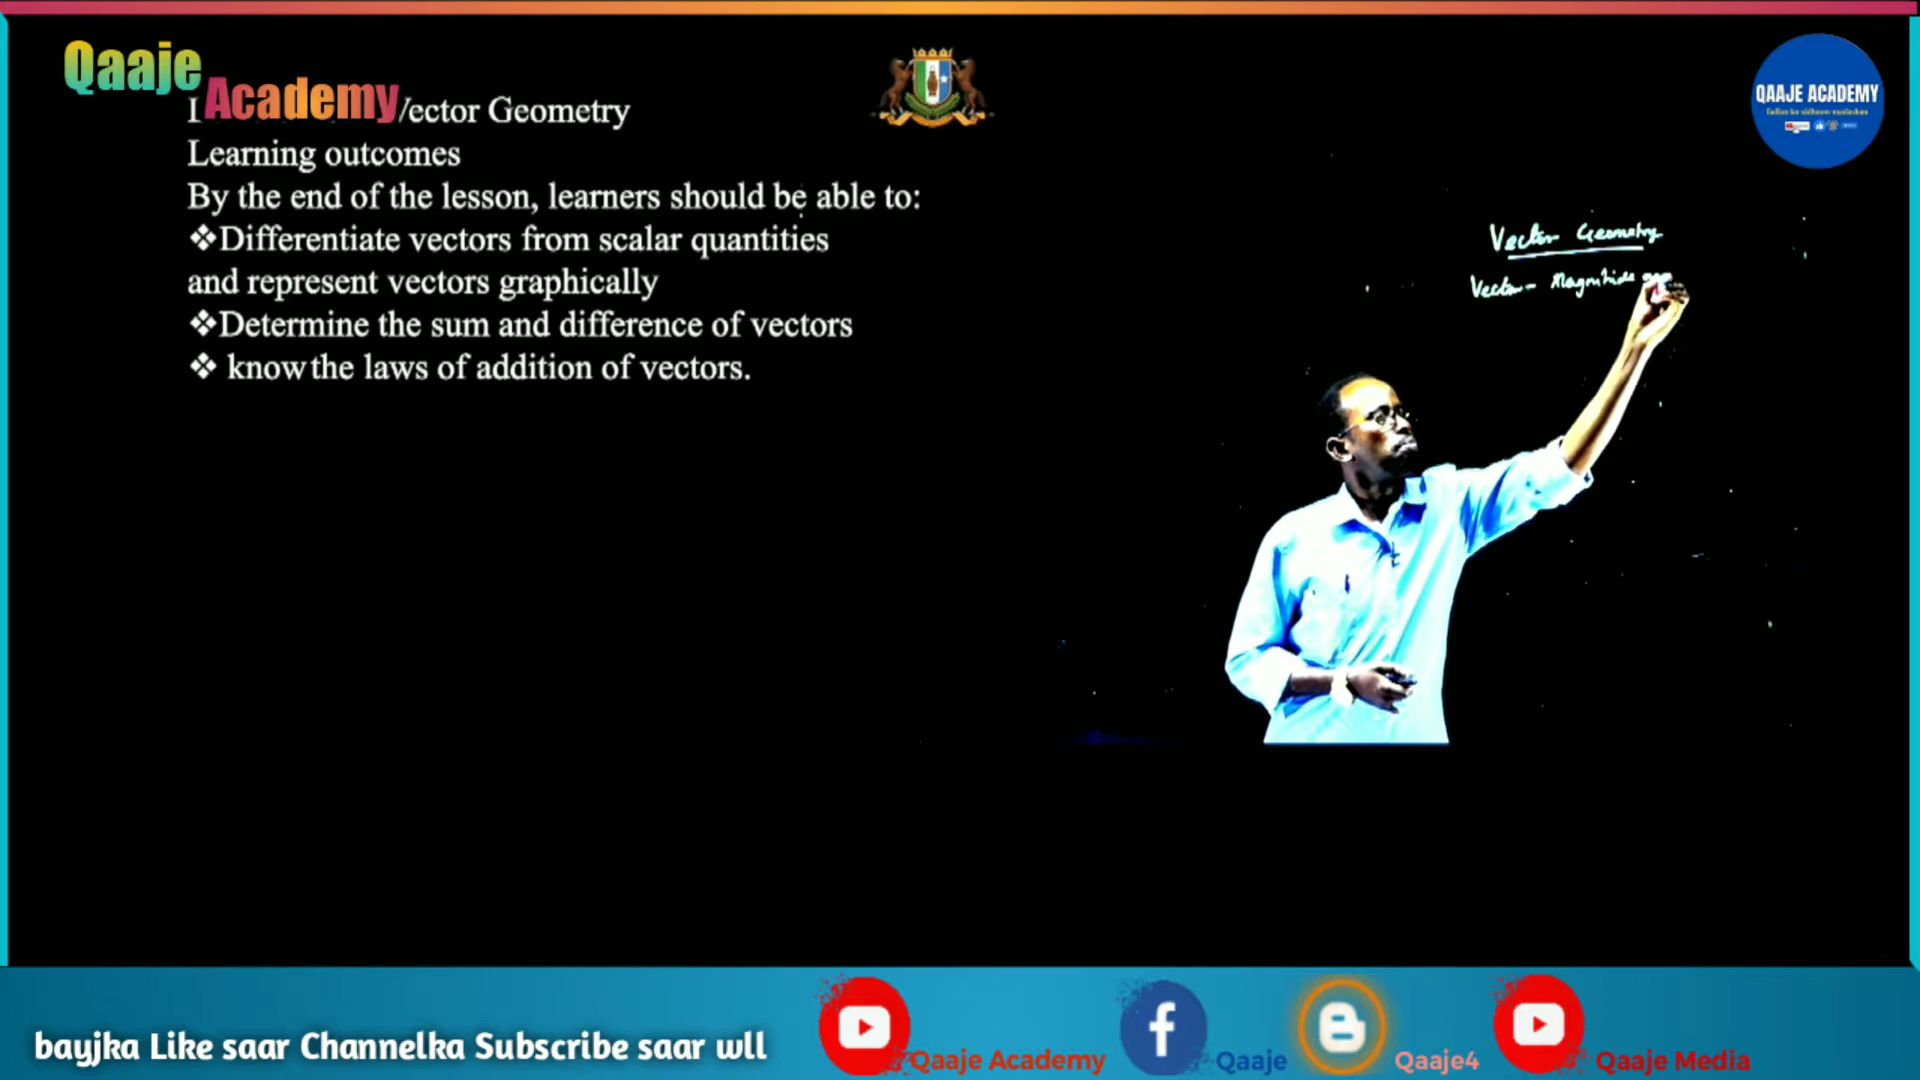 Qaaje
Academy
I
Vector Geometry
Learning outcomes
By the end of the lesson, learners should be able to:
❖Differentiate vectors from scalar quantities
and represent vectors graphically
❖Determine the sum and difference of vectors
❖ know the laws of addition of vectors.
QAAJE ACADEMY
Vector Geometry
Vector - Magnitude
bayjka Like saar Channelka Subscribe saar wll
Qaaje Academy
Qaaje
Qaaje4
Qaaje Media